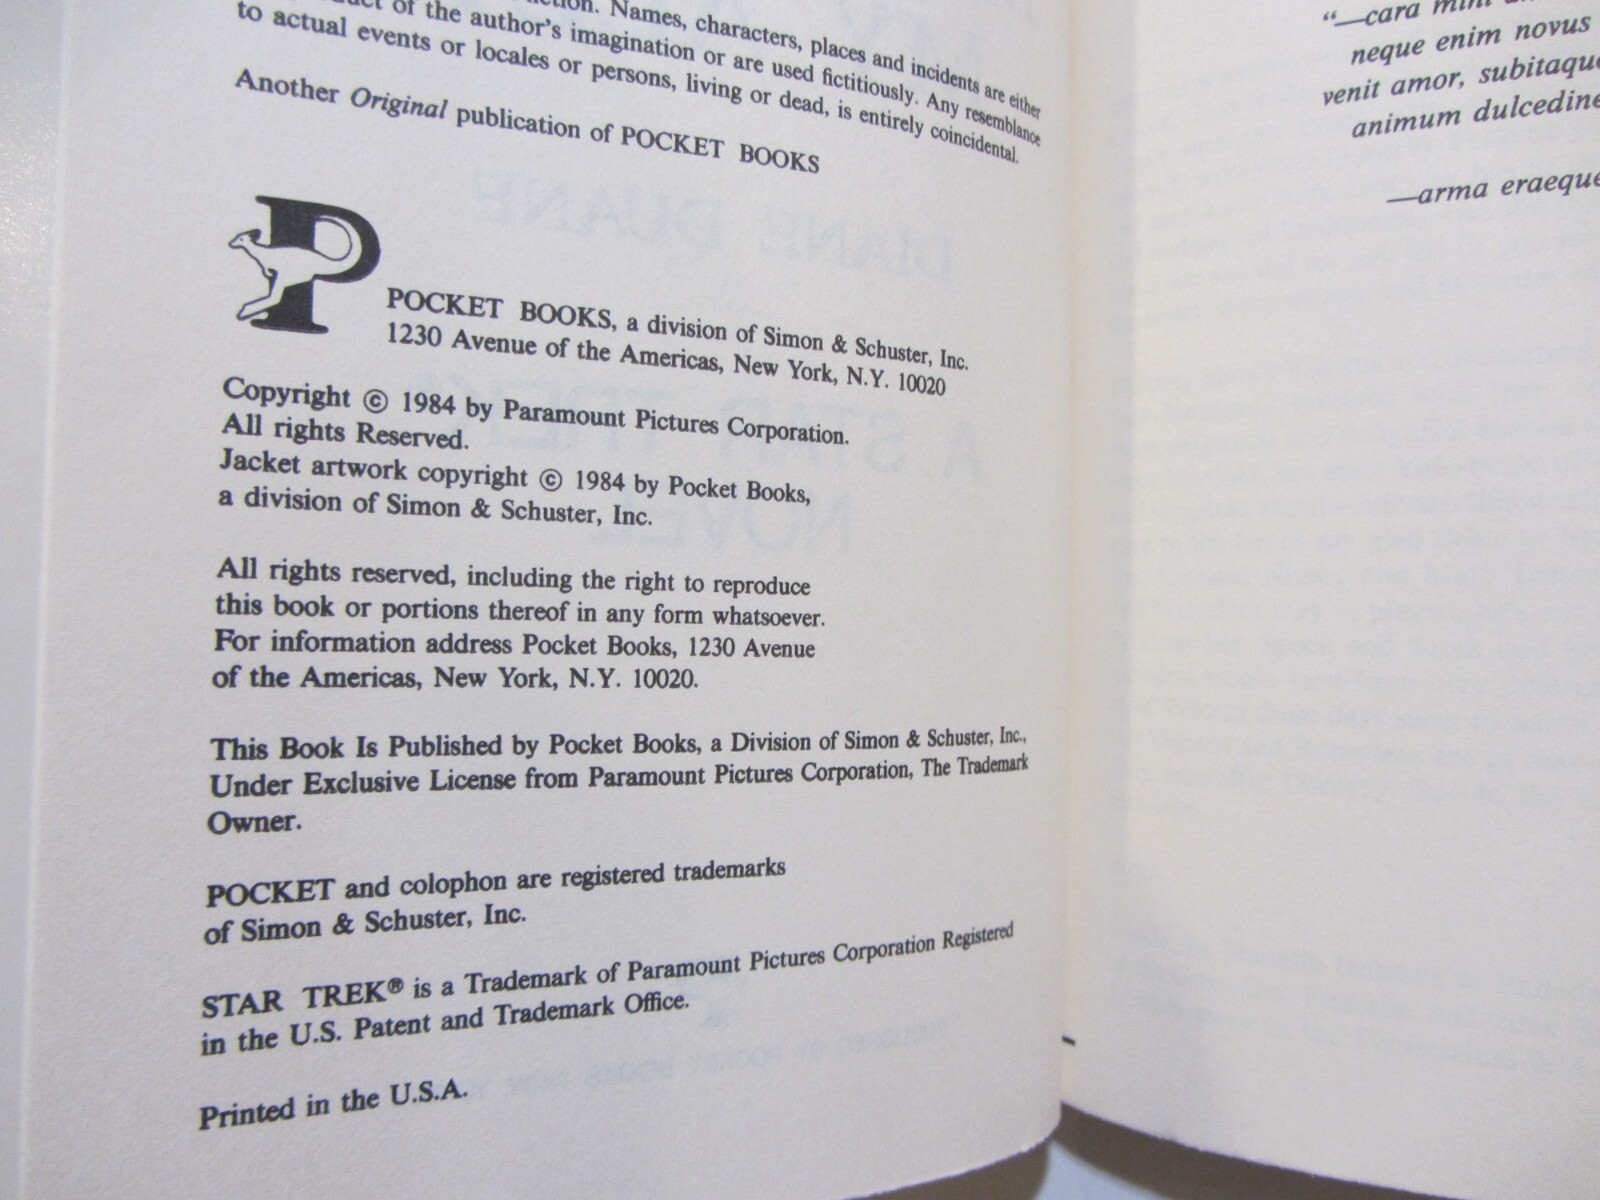 Names, characters, places and incidents are either
of the author's imagination or are used fictitiously. Any resemblance
to actual events or locales or persons, living or dead, is entirely coincidental.
Another Original publication of POCKET BOOKS
P
POCKET BOOKS, a division of Simon & Schuster, Inc.
1230 Avenue of the Americas, New York, N.Y. 10020
Copyright © 1984 by Paramount Pictures Corporation.
All rights Reserved.
Jacket artwork copyright © 1984 by Pocket Books,
a division of Simon & Schuster, Inc.
All rights reserved, including the right to reproduce
this book or portions thereof in any form whatsoever.
For information address Pocket Books, 1230 Avenue
of the Americas, New York, N.Y. 10020.
This Book Is Published by Pocket Books, a Division of Simon & Schuster, Inc.,
Under Exclusive License from Paramount Pictures Corporation, The Trademark
Owner.
POCKET and colophon are registered trademarks
of Simon & Schuster, Inc.
STAR TREK® is a Trademark of Paramount Pictures Corporation Registered
in the U.S. Patent and Trademark Office.
Printed in the U.S.A.
“—cara
neque enim novus
venit amor, subitaque
animum dulcedine
—arma eraeque